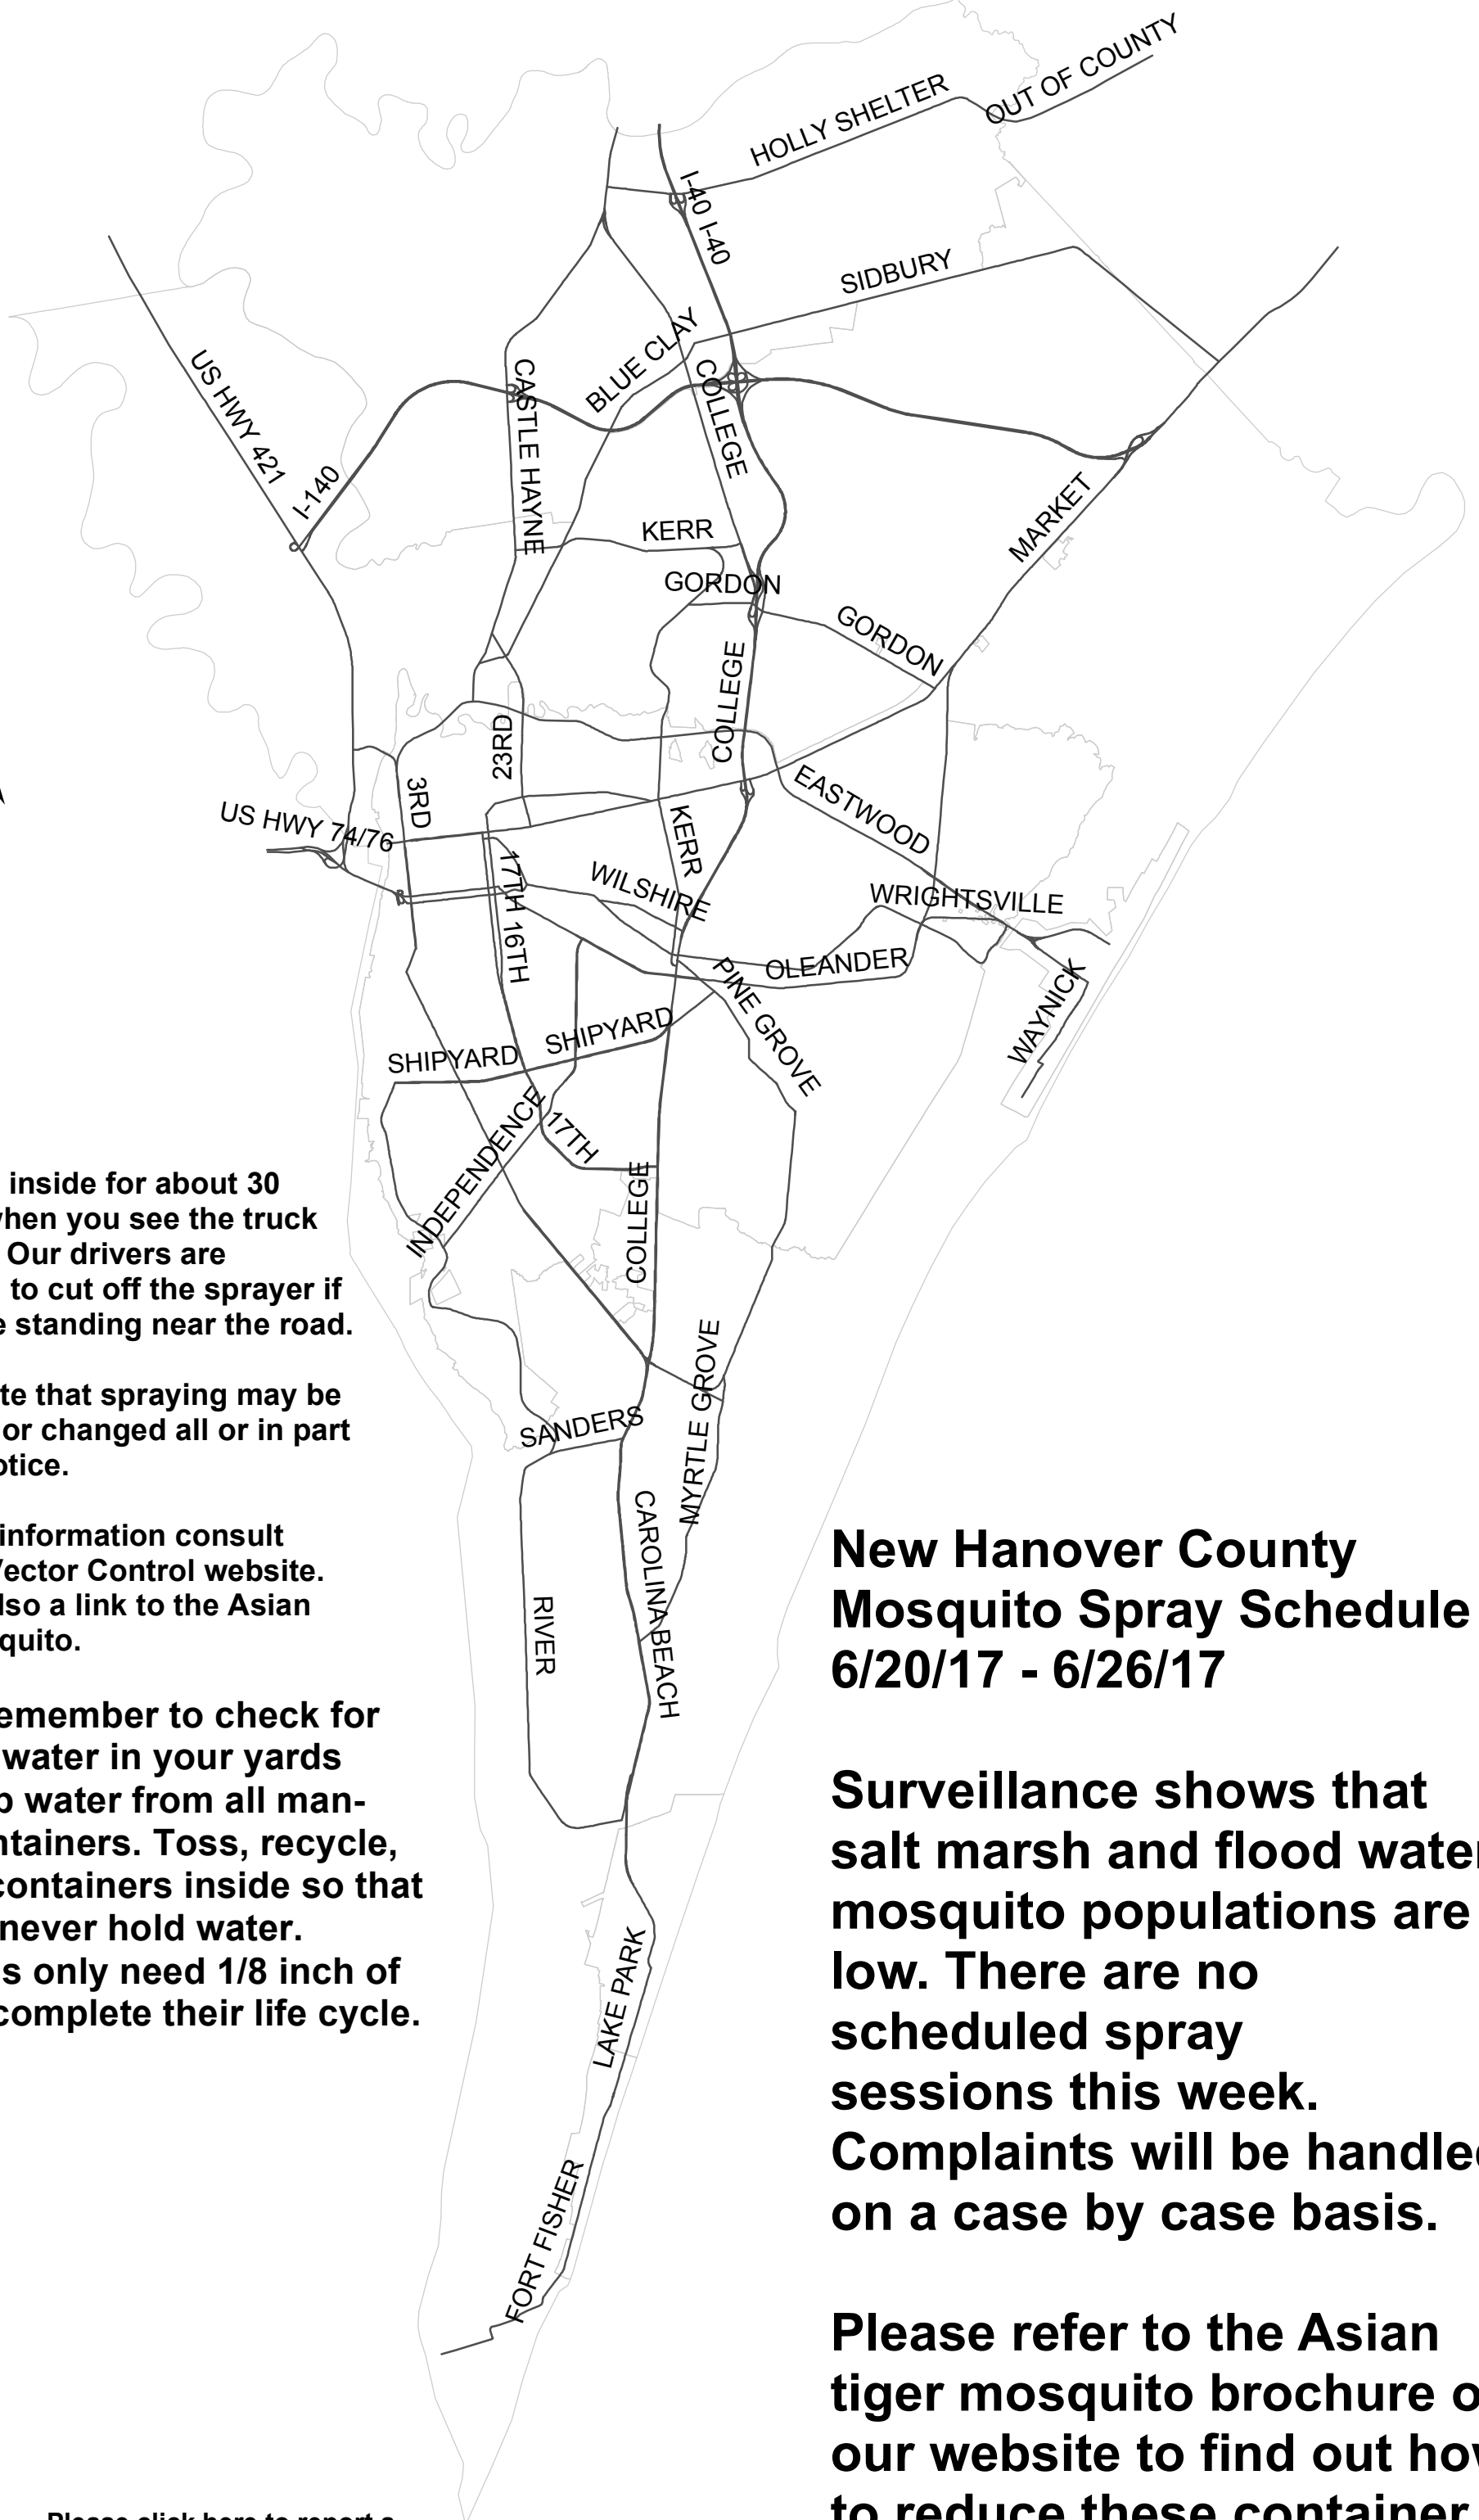 OUT OF COUNTY
HOLLY SHELTER
I-40 I-40
SIDBURY
BLUE CLAY
US HWY 421
CASTLE HAYNE
COLLEGE
I-140
MARKET
KERR
GORDON
GORDON
COLLEGE
23RD
3RD
EASTWOOD
US HWY 74/76
KERR
17TH 16TH
WILSHIRE
WRIGHTSVILLE
OLEANDER
PINE GROVE
WAYNICK
SHIPYARD
SHIPYARD
INDEPENDENCE
17TH
COLLEGE
MYRTLE GROVE
SANDERS
CAROLINA BEACH
RIVER
LAKE PARK
FORT FISHER
inside for about 30
when you see the truck
Our drivers are
to cut off the sprayer if
standing near the road.
that spraying may be
or changed all or in part
information consult
Vector Control website.
also a link to the Asian
remember to check for
water in your yards
water from all man-
containers. Toss, recycle,
containers inside so that
never hold water.
only need 1/8 inch of
complete their life cycle.
Please click here to report a
New Hanover County
Mosquito Spray Schedule
6/20/17 - 6/26/17
Surveillance shows that
salt marsh and flood water
mosquito populations are
low. There are no
scheduled spray
sessions this week.
Complaints will be handled
on a case by case basis.
Please refer to the Asian
tiger mosquito brochure
our website to find out how
to reduce these container